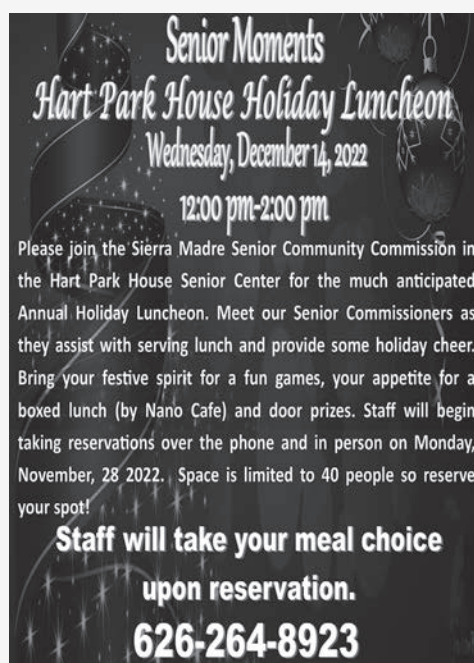 Senior Moments
Hart Park House Holiday Luncheon
Wednesday, December 14, 2022
12:00 pm-2:00 pm
Please join the Sierra Madre Senior Community Commission in
the Hart Park House Senior Center for the much anticipated
Annual Holiday Luncheon. Meet our Senior Commissioners as
they assist with serving lunch and provide some holiday cheer.
Bring your festive spirit for a fun games, your appetite for a
boxed lunch (by Nano Cafe) and door prizes. Staff will begin
taking reservations over the phone and in person on Monday,
November, 28 2022. Space is limited to 40 people so reserve
your spot!
Staff will take your meal choice
upon reservation.
626-264-8923